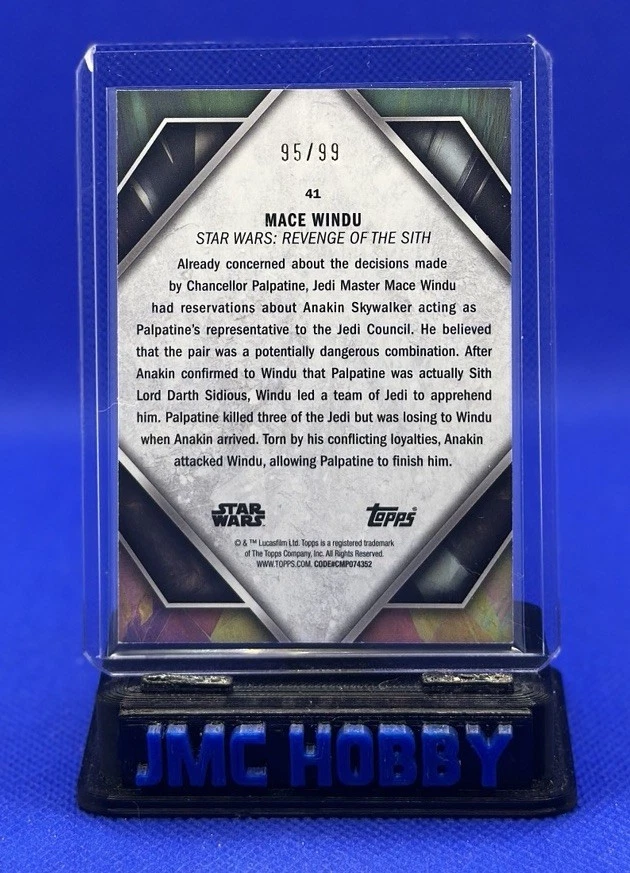 95/99
41
MACE WINDU
STAR WARS: REVENGE OF THE SITH
Already concerned about the decisions made
by Chancellor Palpatine, Jedi Master Mace Windu
had reservations about Anakin Skywalker acting as
Palpatine's representative to the Jedi Council. He believed
that the pair was a potentially dangerous combination. After
Anakin confirmed to Windu that Palpatine was actually Sith
Lord Darth Sidious, Windu led a team of Jedi to apprehend
him. Palpatine killed three of the Jedi but was losing to Windu
when Anakin arrived. Torn by his conflicting loyalties, Anakin
attacked Windu, allowing Palpatine to finish him.
STAR
WARS
topps®
© & ™ Lucasfilm Ltd. Topps is a registered trademark
of The Topps Company, Inc. All Rights Reserved.
WWW.TOPPS.COM. CODE#CMP074352
JMC HOBBY